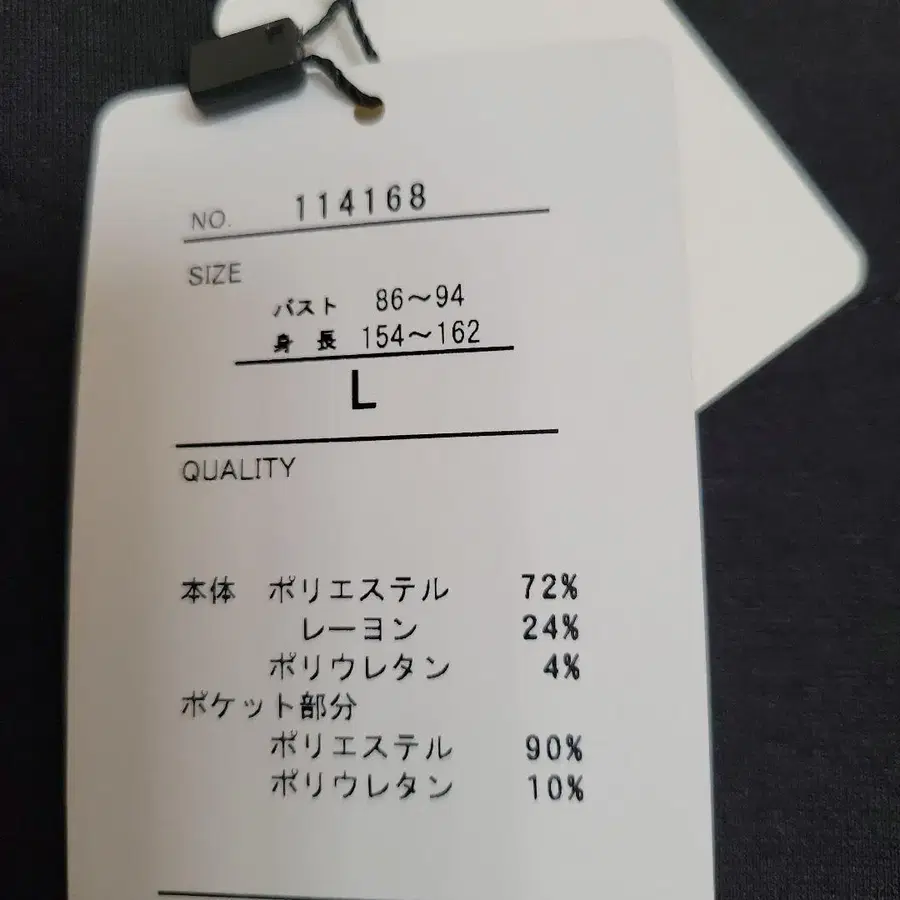 NO. 114168
SIZE
バスト 86～94
身 長 154～162
L
QUALITY
本体 ポリエステル 72%
レーヨン 24%
ポリウレタン 4%
ポケット部分
ポリエステル 90%
ポリウレタン 10%